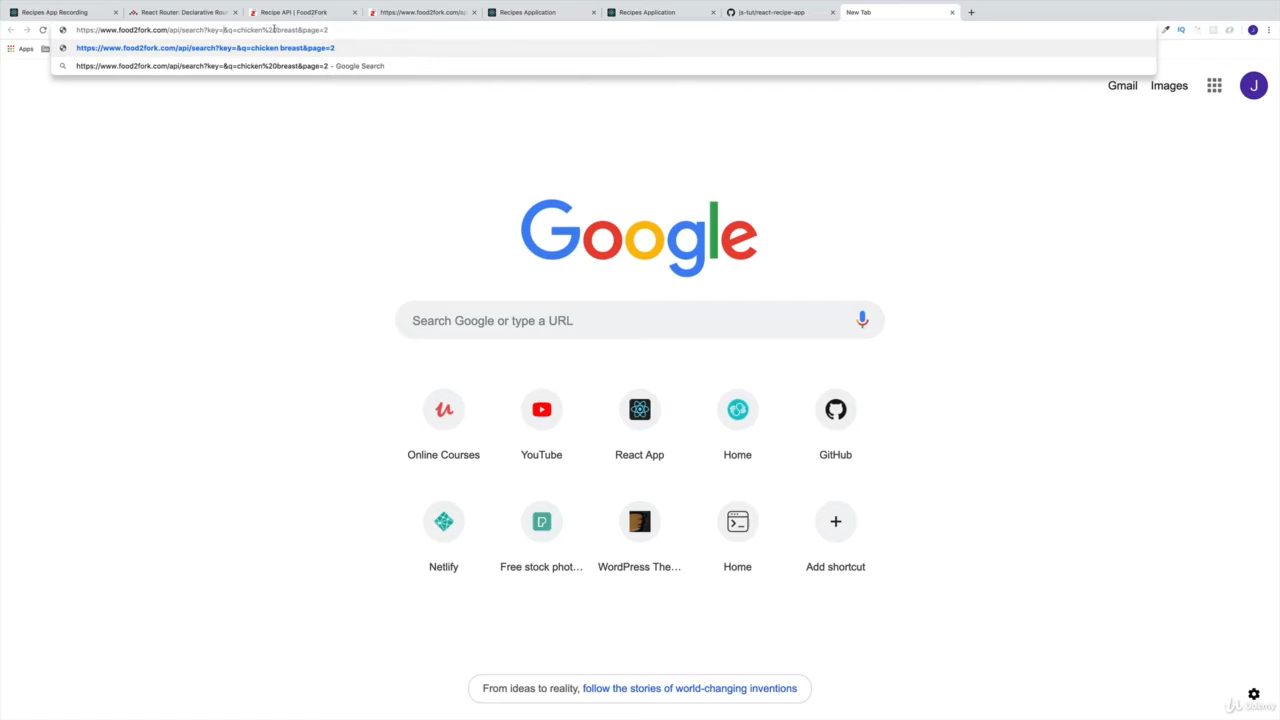 Recipes App Recording
React Router: Declarative Rou
Recipe API | Food2Fork
https://www.food2fork.com/ap
Recipes Application
Recipes Application
js-tut/react-recipe-app
New Tab
https://www.food2fork.com/api/search?key=&q=chicken%20breast&page=2
IQ
J
Apps
https://www.food2fork.com/api/search?key=&q=chicken breast&page=2
https://www.food2fork.com/api/search?key=&q=chicken%20breast&page=2 - Google Search
Gmail
Images
J
Google
Search Google or type a URL
Online Courses
YouTube
React App
Home
GitHub
Netlify
Free stock phot...
WordPress The...
Home
Add shortcut
From ideas to reality, follow the stories of world-changing inventions
Udemy